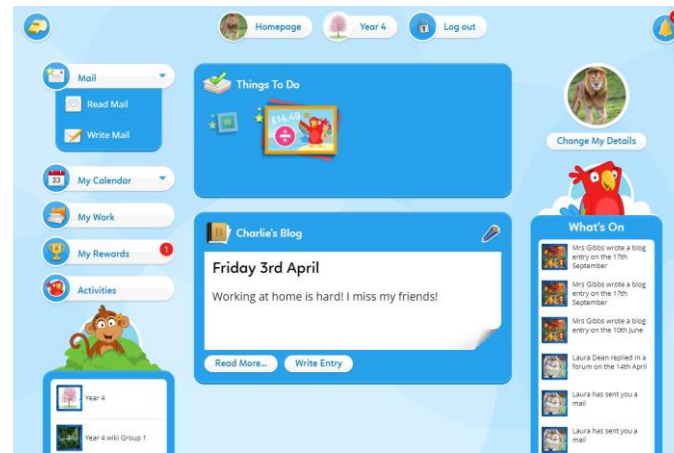 Homepage
Year 4
Log out
Mail
Read Mail
Write Mail
23
My Calendar
My Work
My Rewards
1
Activities
Year 4
Year 4 wiki Group 1
Things To Do
£14.49
÷
B
Charlie's Blog
Friday 3rd April
Working at home is hard! I miss my friends!
Read More...
Write Entry
Change My Details
What's On
Mrs Gibbs wrote a blog
entry on the 17th
September
Mrs Gibbs wrote a blog
entry on the 17th
September
Mrs Gibbs wrote a blog
entry on the 10th June
Laura Dean replied in a
forum on the 14th April
Laura has sent you a
mail
Laura has sent you a
mail